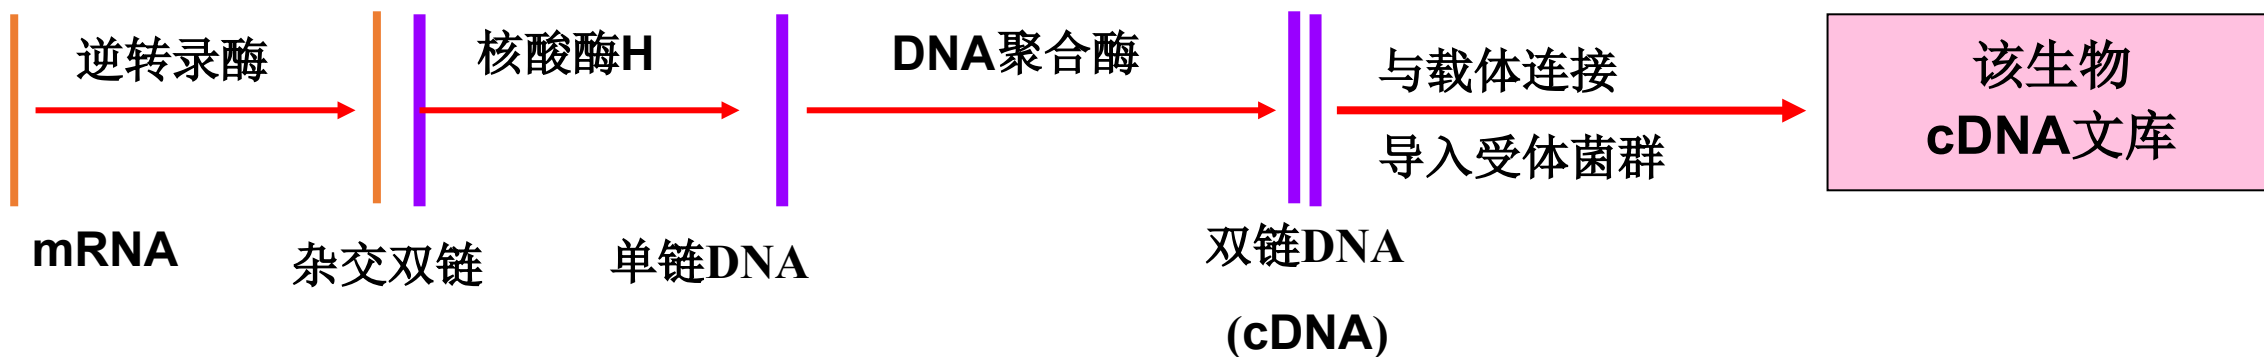 逆转录酶
核酸酶H
DNA聚合酶
与载体连接
导入受体菌群
该生物
cDNA文库
mRNA
杂交双链
单链DNA
双链DNA
(cDNA)